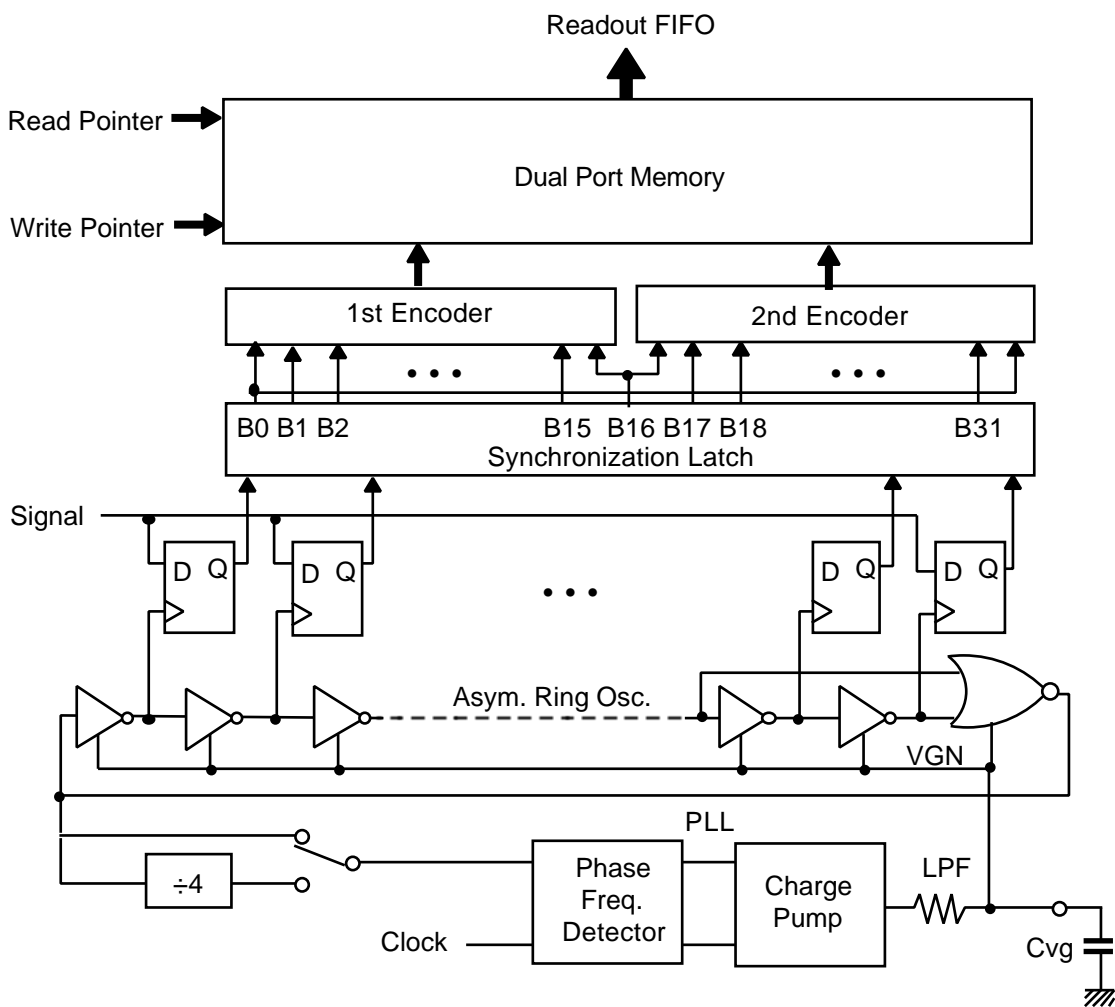 Readout FIFO
Read Pointer
Dual Port Memory
Write Pointer
1st Encoder
2nd Encoder
• • •
• • •
B0 B1 B2 B15 B16 B17 B18 B31
Synchronization Latch
Signal
D Q
D Q
D Q
D Q
• • •
Asym. Ring Osc.
VGN
PLL
÷4
Phase
Freq.
Detector
Charge
Pump
LPF
Clock
Cvg